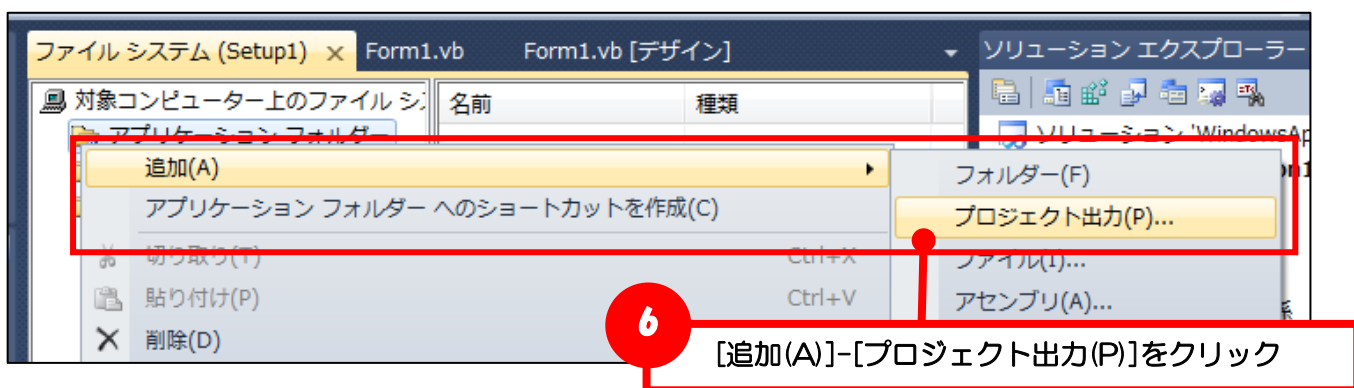 ファイル システム (Setup1) × Form1.vb Form1.vb [デザイン] ソリューション エクスプローラー
対象コンピューター上のファイル シ 名前 種類
アプリケーション フォルダー ソリューション 'WindowsAp
追加(A) フォルダー(F)
アプリケーション フォルダー へのショートカットを作成(C) プロジェクト出力(P)...
切り取り(T) Ctrl+X ファイル(I)...
貼り付け(P) Ctrl+V アセンブリ(A)...
削除(D)
6
[追加(A)]-[プロジェクト出力(P)]をクリック